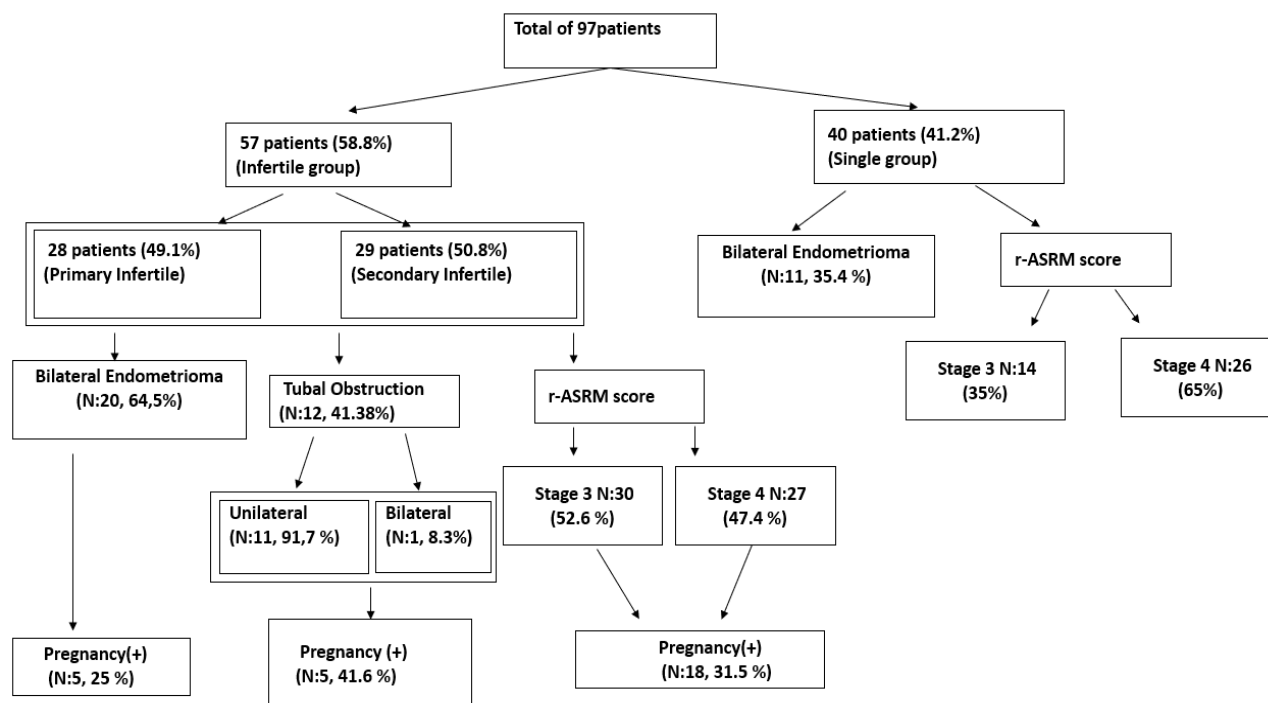 Total of 97patients
57 patients (58.8%)
(Infertile group)
40 patients (41.2%)
(Single group)
28 patients (49.1%)
(Primary Infertile)
29 patients (50.8%)
(Secondary Infertile)
Bilateral Endometrioma
(N:11, 35.4 %)
r-ASRM score
Stage 3 N:14
(35%)
Stage 4 N:26
(65%)
Bilateral Endometrioma
(N:20, 64,5%)
Tubal Obstruction
(N:12, 41.38%)
r-ASRM score
Unilateral
(N:11, 91,7 %)
Bilateral
(N:1, 8.3%)
Stage 3 N:30
(52.6 %)
Stage 4 N:27
(47.4 %)
Pregnancy(+)
(N:5, 25 %)
Pregnancy (+)
(N:5, 41.6 %)
Pregnancy(+)
(N:18, 31.5 %)